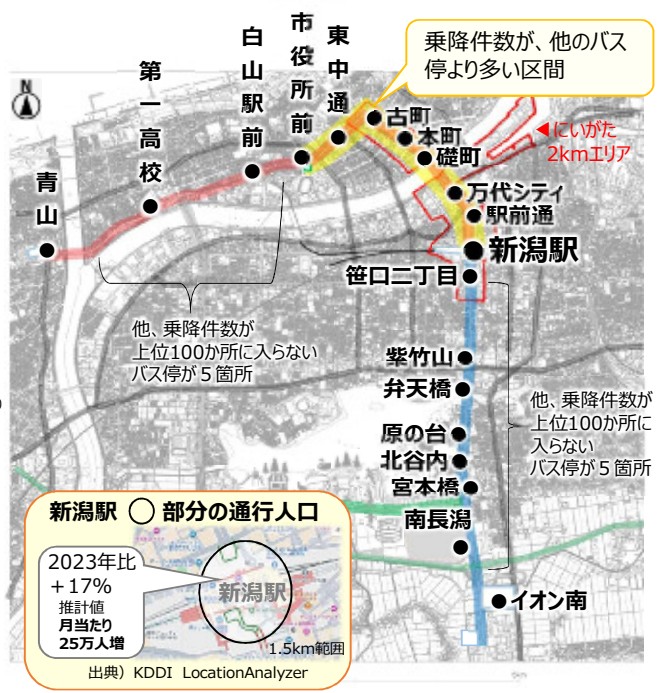 乗降件数が、他のバス
停より多い区間
N
青山
第一高校
白山駅前
市役所前
東中通
古町
本町
礎町
◀にいがた
2kmエリア
万代シティ
駅前通
新潟駅
笹口二丁目
他、乗降件数が
上位100か所に入らない
バス停が５箇所
紫竹山
弁天橋
原の台
北谷内
宮本橋
南長潟
イオン南
他、乗降件数が
上位100か所に
入らない
バス停が５箇所
新潟駅 ○ 部分の通行人口
2023年比
＋17%
推計値
月当たり
25万人増
新潟駅
1.5km範囲
出典）KDDI LocationAnalyzer